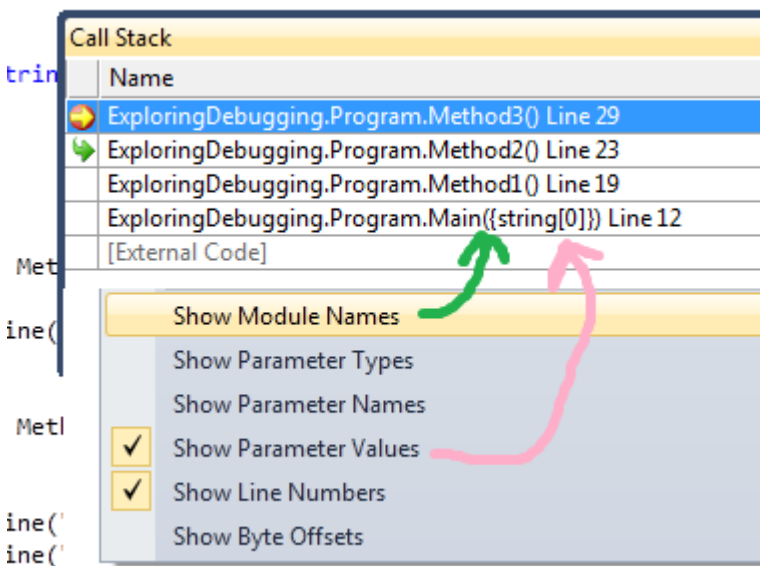 Call Stack
trin
Name
ExploringDebugging.Program.Method3() Line 29
ExploringDebugging.Program.Method2() Line 23
ExploringDebugging.Program.Method1() Line 19
ExploringDebugging.Program.Main({string[0]}) Line 12
[External Code]
Met
Show Module Names
ine(
Show Parameter Types
Show Parameter Names
Met
Show Parameter Values
Show Line Numbers
ine('
Show Byte Offsets
ine('